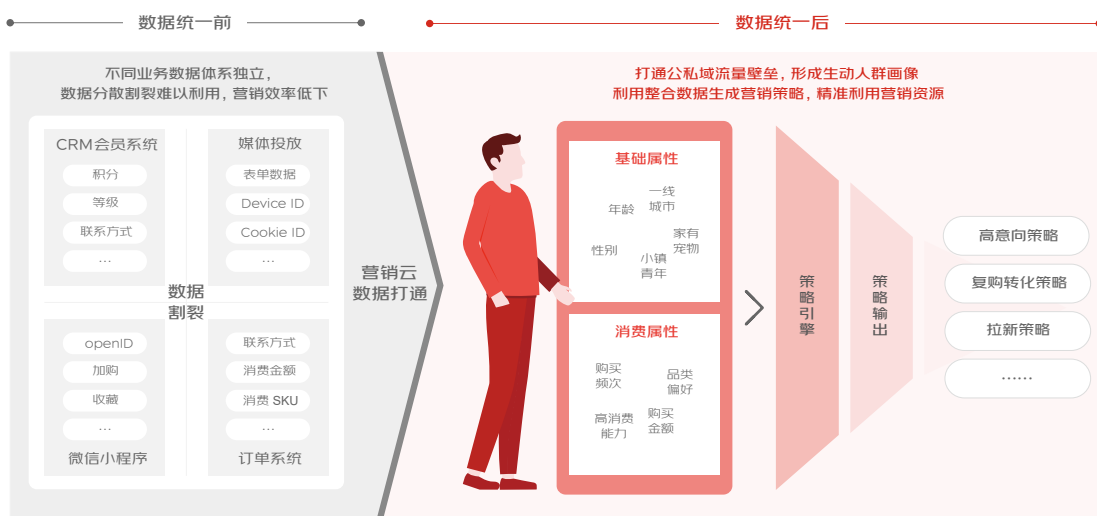 数据统一前
不同业务数据体系独立,
数据分散割裂难以利用, 营销效率低下
CRM会员系统
积分
等级
联系方式
...
媒体投放
表单数据
Device ID
Cookie ID
...
数据
割裂
openID
加购
收藏
...
微信小程序
联系方式
消费金额
消费 SKU
...
订单系统
营销云
数据打通
数据统一后
打通公私域流量壁垒, 形成生动人群画像
利用整合数据生成营销策略, 精准利用营销资源
基础属性
一线
城市
年龄
家有
宠物
性别
小镇
青年
消费属性
购买
频次
品类
偏好
高消费
能力
购买
金额
策略引擎
策略输出
高意向策略
复购转化策略
拉新策略
……